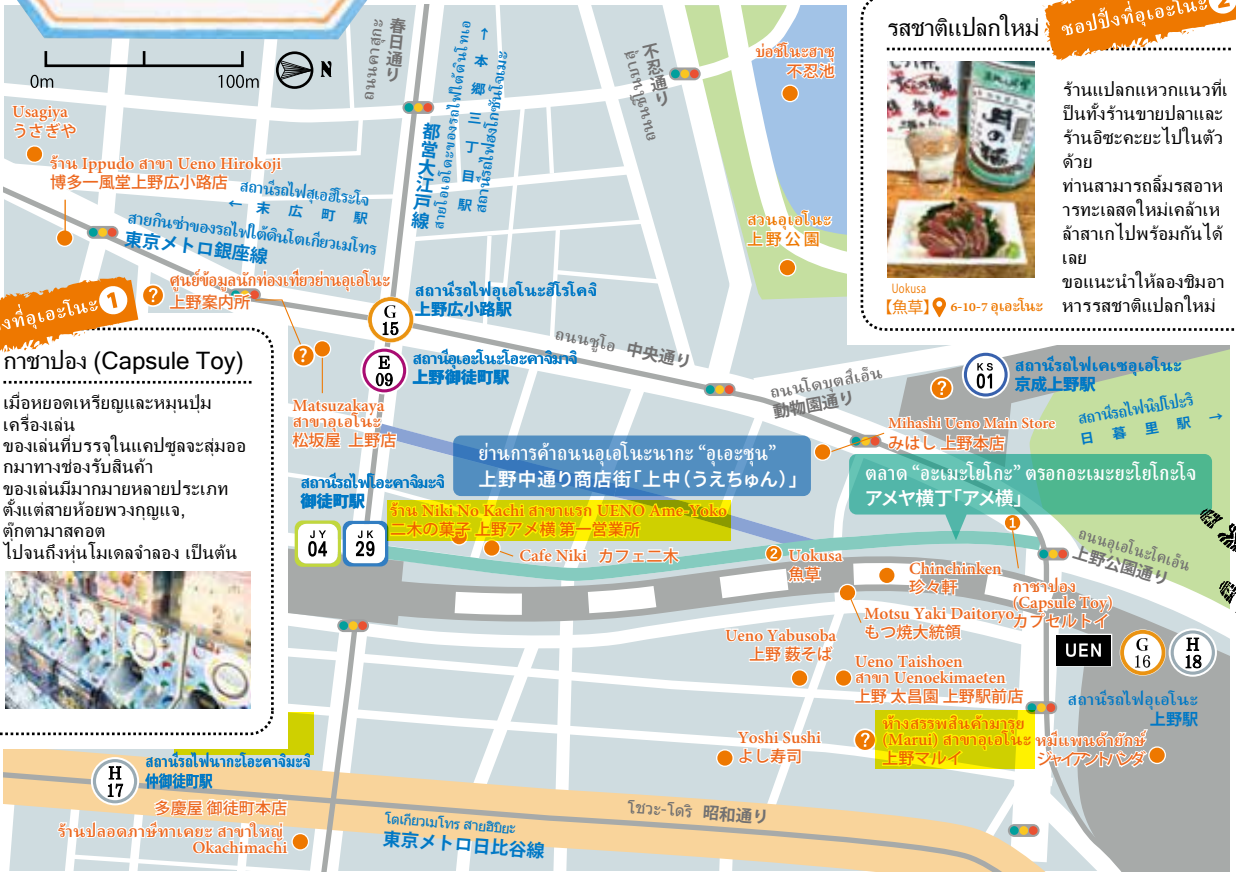 0m
100m
N
Usagiya
うさぎや
ร้าน Ippudo สาขา Ueno Hirokoji
博多一風堂上野広小路店
สถานีรถไฟสุเอฮิโระโจ
← 末広町駅
สายกินซ่าของรถไฟใต้ดินโตเกียวเมโทร
東京メトロ銀座線
春日通り
都営大江戸線
↑ 本郷三丁目駅
不忍通り
บ่อชิโนะฮาซุ
不忍池
สวนอุเอโนะ
上野公園
รสชาติแปลกใหม่
ชอปปิ้งที่อุเอะโนะ 2
ร้านแปลกแหวกแนวที่เ
ป็นทั้งร้านขายปลาและ
ร้านอิซะคะยะไปในตัว
ด้วย
ท่านสามารถลิ้มรสอาห
ารทะเลสดใหม่เคล้าเห
ล้าสาเกไปพร้อมกันได้
เลย
ขอแนะนำให้ลองชิมอา
หารรสชาติแปลกใหม่
Uokusa
【魚草】 6-10-7 อุเอะโนะ
งที่อุเอะโนะ 1
กาชาปอง (Capsule Toy)
เมื่อหยอดเหรียญและหมุนปุ่ม
เครื่องเล่น
ของเล่นที่บรรจุในแคปซูลจะสุ่มออ
กมาทางช่องรับสินค้า
ของเล่นมีมากมายหลายประเภท
ตั้งแต่สายห้อยพวงกุญแจ,
ตุ๊กตามาสคอต
ไปจนถึงหุ่นโมเดลจำลอง เป็นต้น
? ศูนย์ข้อมูลนักท่องเที่ยวย่านอุเอโนะ
上野案内所
G
15
สถานีรถไฟอุเอโนะฮิโรโคจิ
上野広小路駅
E
09
สถานีอุเอะโนะโอะคาจิมาจิ
上野御徒町駅
?
Matsuzakaya
สาขาอุเอโนะ
松坂屋 上野店
ถนนชูโอ 中央通り
ถนนโดบุตสึเอ็น
動物園通り
?
KS
01
สถานีรถไฟเคเซอุเอโนะ
京成上野駅
สถานีรถไฟนิปโปะริ →
日暮里駅
Mihashi Ueno Main Store
みはし 上野本店
ย่านการค้าถนนอุเอโนะนากะ “อุเอะชุน”
上野中通り商店街「上中（うえちゅん）」
ตลาด “อะเมะโยโกะ” ตรอกอะเมะยะโยโกะโจ
アメヤ横丁「アメ横」
สถานีรถไฟโอะคาจิมะจิ
御徒町駅
JY
04
JK
29
ร้าน Niki No Kachi สาขาแรก UENO Ame-Yoko
二木の菓子 上野アメ横 第一営業所
Cafe Niki カフェ二木
2 Uokusa
魚草
Chinchinken
珍々軒
1
กาชาปอง
(Capsule Toy)
カプセルトイ
ถนนอุเอโนะโคเอ็น
上野公園通り
Motsu Yaki Daitoryo
もつ焼大統領
Ueno Yabusoba
上野 藪そば
Ueno Taishoen
สาขา Uenoekimaeten
上野 太昌園 上野駅前店
UEN
G
16
H
18
สถานีรถไฟอุเอโนะ
上野駅
Yoshi Sushi
よし寿司
?
ห้างสรรพสินค้ามารุย
(Marui) สาขาอุเอโนะ
上野マルイ
หมีแพนด้ายักษ์
ジャイアントパンダ
H
17
สถานีรถไฟนากะโอะคาจิมะจิ
仲御徒町駅
多慶屋 御徒町本店
ร้านปลอดภาษีทาเคยะ สาขาใหญ่
Okachimachi
โชวะ-โดริ 昭和通り
โตเกียวเมโทร สายฮิบิยะ
東京メトロ日比谷線